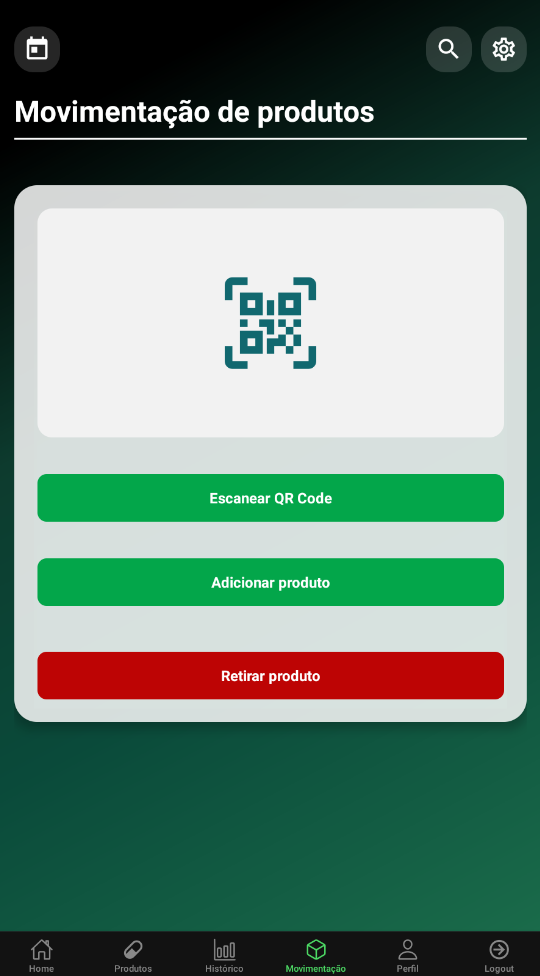 Movimentação de produtos
Escanear QR Code
Adicionar produto
Retirar produto
Home
Produtos
Histórico
Movimentação
Perfil
Logout